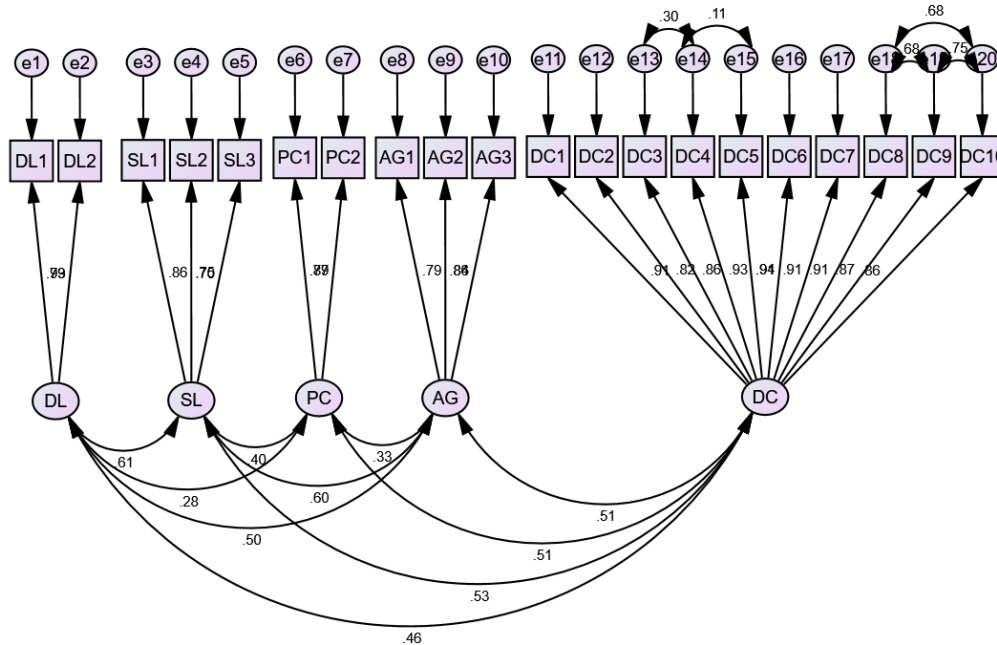 .30 .11 .68
e1 e2 e3 e4 e5 e6 e7 e8 e9 e10 e11 e12 e13 e14 e15 e16 e17 .68 .75 20
DL1 DL2 SL1 SL2 SL3 PC1 PC2 AG1 AG2 AG3 DC1 DC2 DC3 DC4 DC5 DC6 DC7 DC8 DC9 DC10
.86 .79 .91 .82 .86 .93 .91 .91 .87 .86
DL SL PC AG DC
.61 .40 .33
.28 .60
.50 .51
.51
.53
.46